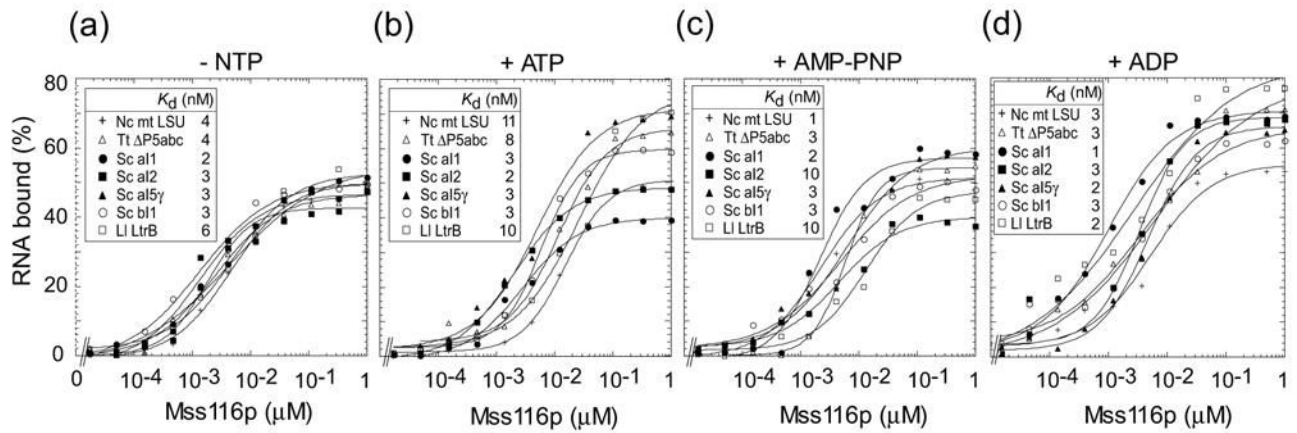 (a)
- NTP
RNA bound (%)
80
60
40
20
0
Kd (nM)
+ Nc mt LSU 4
△ Tt ΔP5abc 4
● Sc aI1 2
■ Sc aI2 3
▲ Sc aI5γ 3
○ Sc bI1 3
□ Ll LtrB 6
0 10-4 10-3 10-2 10-1 1
Mss116p (μM)
(b)
+ ATP
Kd (nM)
+ Nc mt LSU 11
△ Tt ΔP5abc 8
● Sc aI1 3
■ Sc aI2 2
▲ Sc aI5γ 3
○ Sc bI1 3
□ Ll LtrB 10
10-4 10-3 10-2 10-1 1
Mss116p (μM)
(c)
+ AMP-PNP
Kd (nM)
+ Nc mt LSU 1
△ Tt ΔP5abc 3
● Sc aI1 2
■ Sc aI2 10
▲ Sc aI5γ 3
○ Sc bI1 3
□ Ll LtrB 10
10-4 10-3 10-2 10-1 1
Mss116p (μM)
(d)
+ ADP
Kd (nM)
+ Nc mt LSU 3
△ Tt ΔP5abc 3
● Sc aI1 1
■ Sc aI2 3
▲ Sc aI5γ 2
○ Sc bI1 3
□ Ll LtrB 2
10-4 10-3 10-2 10-1 1
Mss116p (μM)